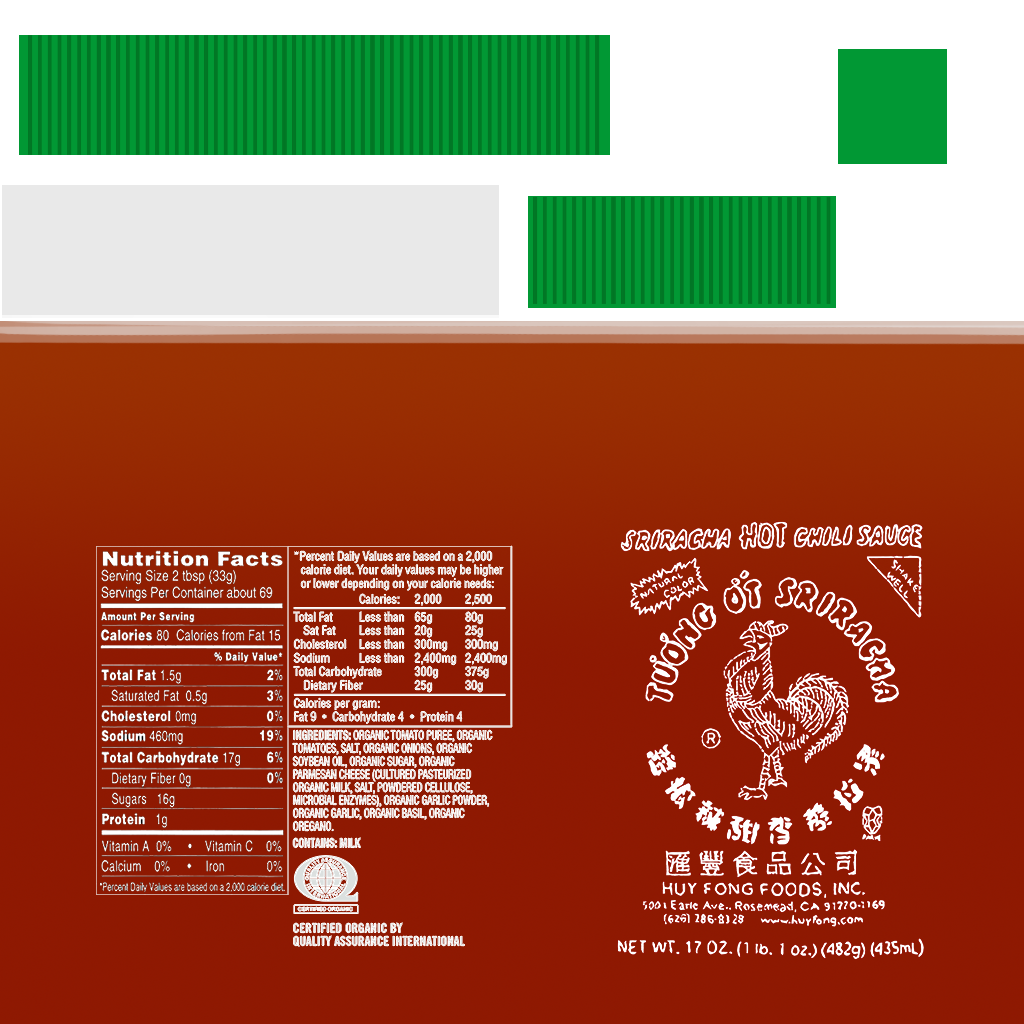 Nutrition Facts
Serving Size 2 tbsp (33g)
Servings Per Container about 69
Amount Per Serving
Calories 80 Calories from Fat 15
% Daily Value*
Total Fat 1.5g 2%
Saturated Fat 0.5g 3%
Cholesterol 0mg 0%
Sodium 460mg 19%
Total Carbohydrate 17g 6%
Dietary Fiber 0g 0%
Sugars 16g
Protein 1g
Vitamin A 0% • Vitamin C 0%
Calcium 0% • Iron 0%
*Percent Daily Values are based on a 2,000 calorie diet.
*Percent Daily Values are based on a 2,000
calorie diet. Your daily values may be higher
or lower depending on your calorie needs:
Calories: 2,000 2,500
Total Fat Less than 65g 80g
Sat Fat Less than 20g 25g
Cholesterol Less than 300mg 300mg
Sodium Less than 2,400mg 2,400mg
Total Carbohydrate 300g 375g
Dietary Fiber 25g 30g
Calories per gram:
Fat 9 • Carbohydrate 4 • Protein 4
INGREDIENTS: ORGANIC TOMATO PUREE, ORGANIC
TOMATOES, SALT, ORGANIC ONIONS, ORGANIC
SOYBEAN OIL, ORGANIC SUGAR, ORGANIC
PARMESAN CHEESE (CULTURED PASTEURIZED
ORGANIC MILK, SALT, POWDERED CELLULOSE,
MICROBIAL ENZYMES), ORGANIC GARLIC POWDER,
ORGANIC GARLIC, ORGANIC BASIL, ORGANIC
OREGANO.
CONTAINS: MILK
QUALITY ASSURANCE
INTERNATIONAL
CERTIFIED ORGANIC
CERTIFIED ORGANIC BY
QUALITY ASSURANCE INTERNATIONAL
SRIRACHA HOT CHILI SAUCE
NATURAL
COLOR
SHAKE
WELL
TƯƠNG ỚT SRIRACHA
®
匯豐食品公司
HUY FONG FOODS, INC.
5001 Earle Ave., Rosemead, CA 91770-1169
(626) 286-8328 www.huyfong.com
NET WT. 17 OZ. (1 lb. 1 oz.) (482g) (435mL)